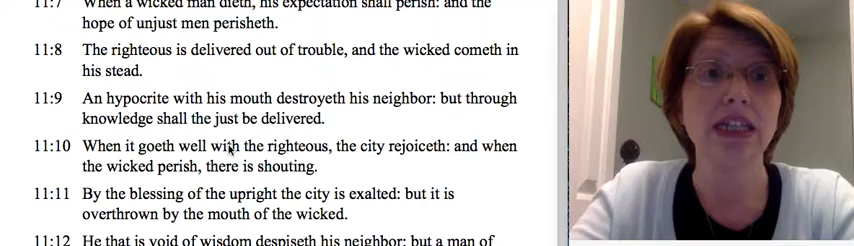 11:7 When a wicked man dieth, his expectation shall perish: and the
hope of unjust men perisheth.
11:8 The righteous is delivered out of trouble, and the wicked cometh in
his stead.
11:9 An hypocrite with his mouth destroyeth his neighbor: but through
knowledge shall the just be delivered.
11:10 When it goeth well with the righteous, the city rejoiceth: and when
the wicked perish, there is shouting.
11:11 By the blessing of the upright the city is exalted: but it is
overthrown by the mouth of the wicked.
11:12 He that is void of wisdom despiseth his neighbor: but a man of